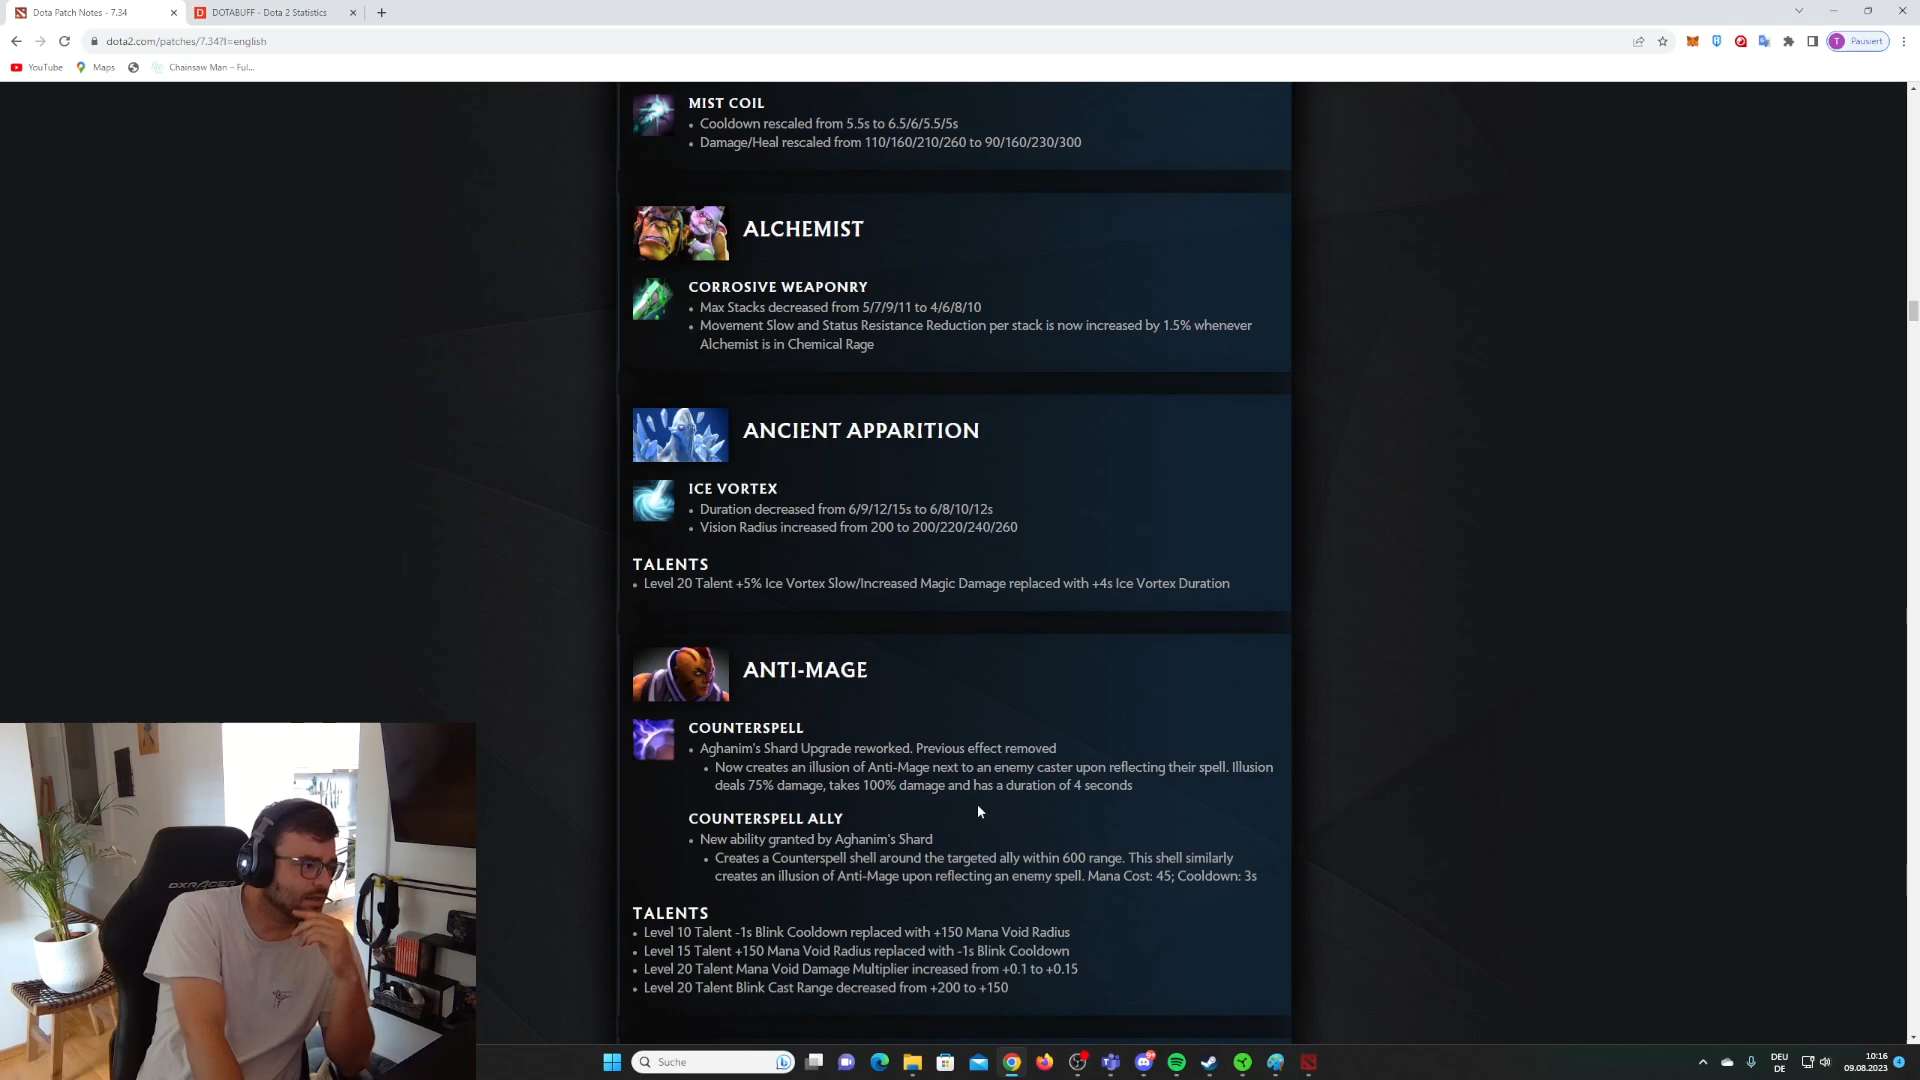 Dota Patch Notes - 7.34
DOTABUFF - Dota 2 Statistics
dota2.com/patches/7.34?l=english
T
Pausiert
YouTube
Maps
Chainsaw Man – Ful...
MIST COIL
Cooldown rescaled from 5.5s to 6.5/6/5.5/5s
Damage/Heal rescaled from 110/160/210/260 to 90/160/230/300
ALCHEMIST
CORROSIVE WEAPONRY
Max Stacks decreased from 5/7/9/11 to 4/6/8/10
Movement Slow and Status Resistance Reduction per stack is now increased by 1.5% whenever
Alchemist is in Chemical Rage
ANCIENT APPARITION
ICE VORTEX
Duration decreased from 6/9/12/15s to 6/8/10/12s
Vision Radius increased from 200 to 200/220/240/260
TALENTS
Level 20 Talent +5% Ice Vortex Slow/Increased Magic Damage replaced with +4s Ice Vortex Duration
ANTI-MAGE
COUNTERSPELL
Aghanim's Shard Upgrade reworked. Previous effect removed
Now creates an illusion of Anti-Mage next to an enemy caster upon reflecting their spell. Illusion
deals 75% damage, takes 100% damage and has a duration of 4 seconds
COUNTERSPELL ALLY
New ability granted by Aghanim's Shard
Creates a Counterspell shell around the targeted ally within 600 range. This shell similarly
creates an illusion of Anti-Mage upon reflecting an enemy spell. Mana Cost: 45; Cooldown: 3s
TALENTS
Level 10 Talent -1s Blink Cooldown replaced with +150 Mana Void Radius
Level 15 Talent +150 Mana Void Radius replaced with -1s Blink Cooldown
Level 20 Talent Mana Void Damage Multiplier increased from +0.1 to +0.15
Level 20 Talent Blink Cast Range decreased from +200 to +150
DXRACER
Suche
DEU
DE
10:16
09.08.2023
4